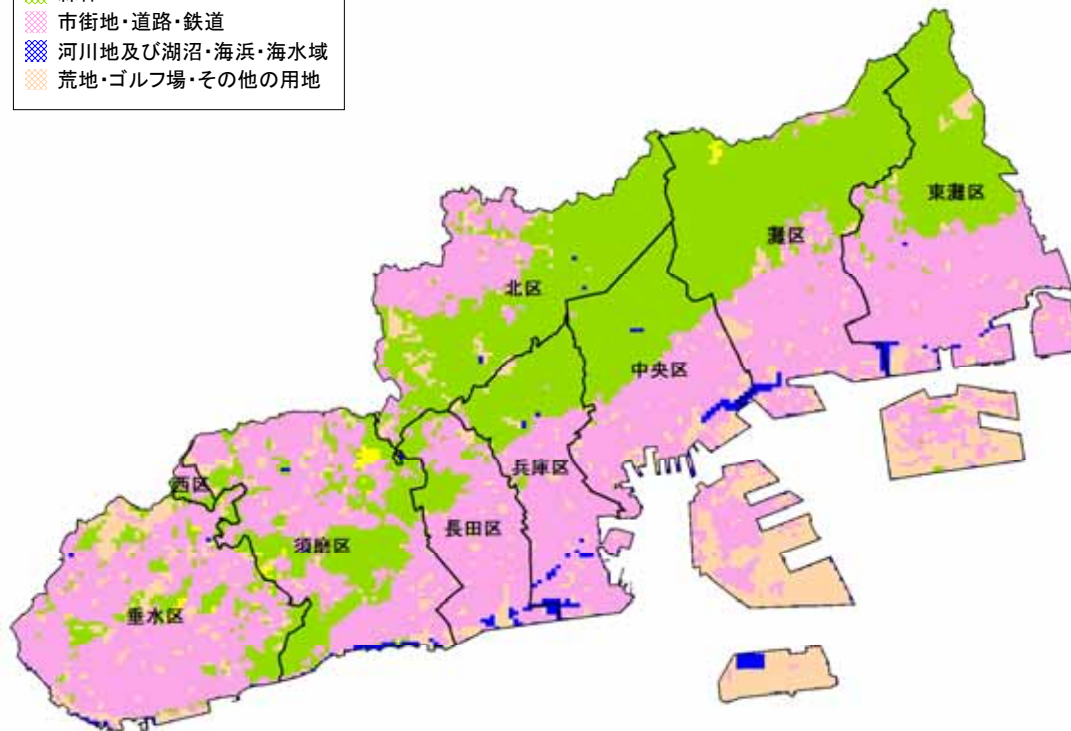 市街地・道路・鉄道
河川地及び湖沼・海浜・海水域
荒地・ゴルフ場・その他の用地
東灘区
灘区
北区
中央区
兵庫区
西区
長田区
須磨区
垂水区